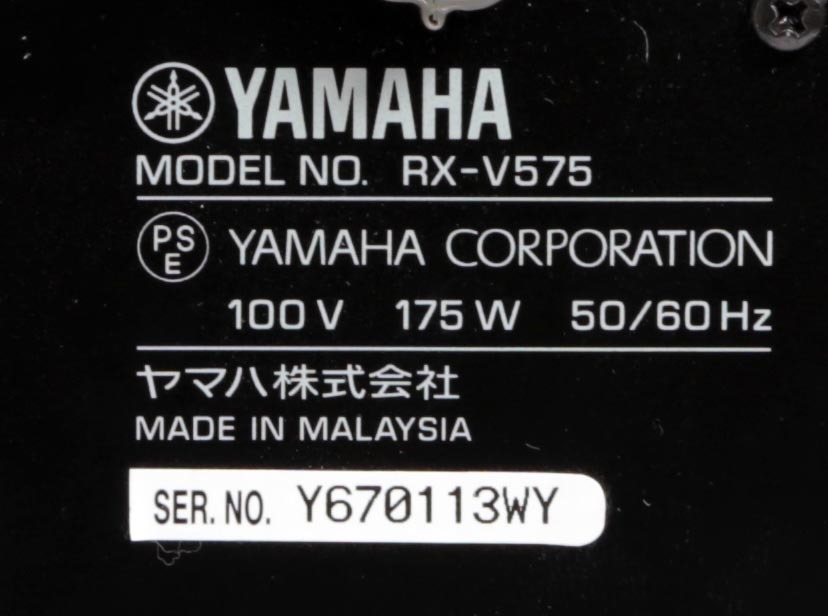 YAMAHA
MODEL NO. RX-V575
PS
E
YAMAHA CORPORATION
100 V 175 W 50/60 Hz
ヤマハ株式会社
MADE IN MALAYSIA
SER. NO. Y670113WY